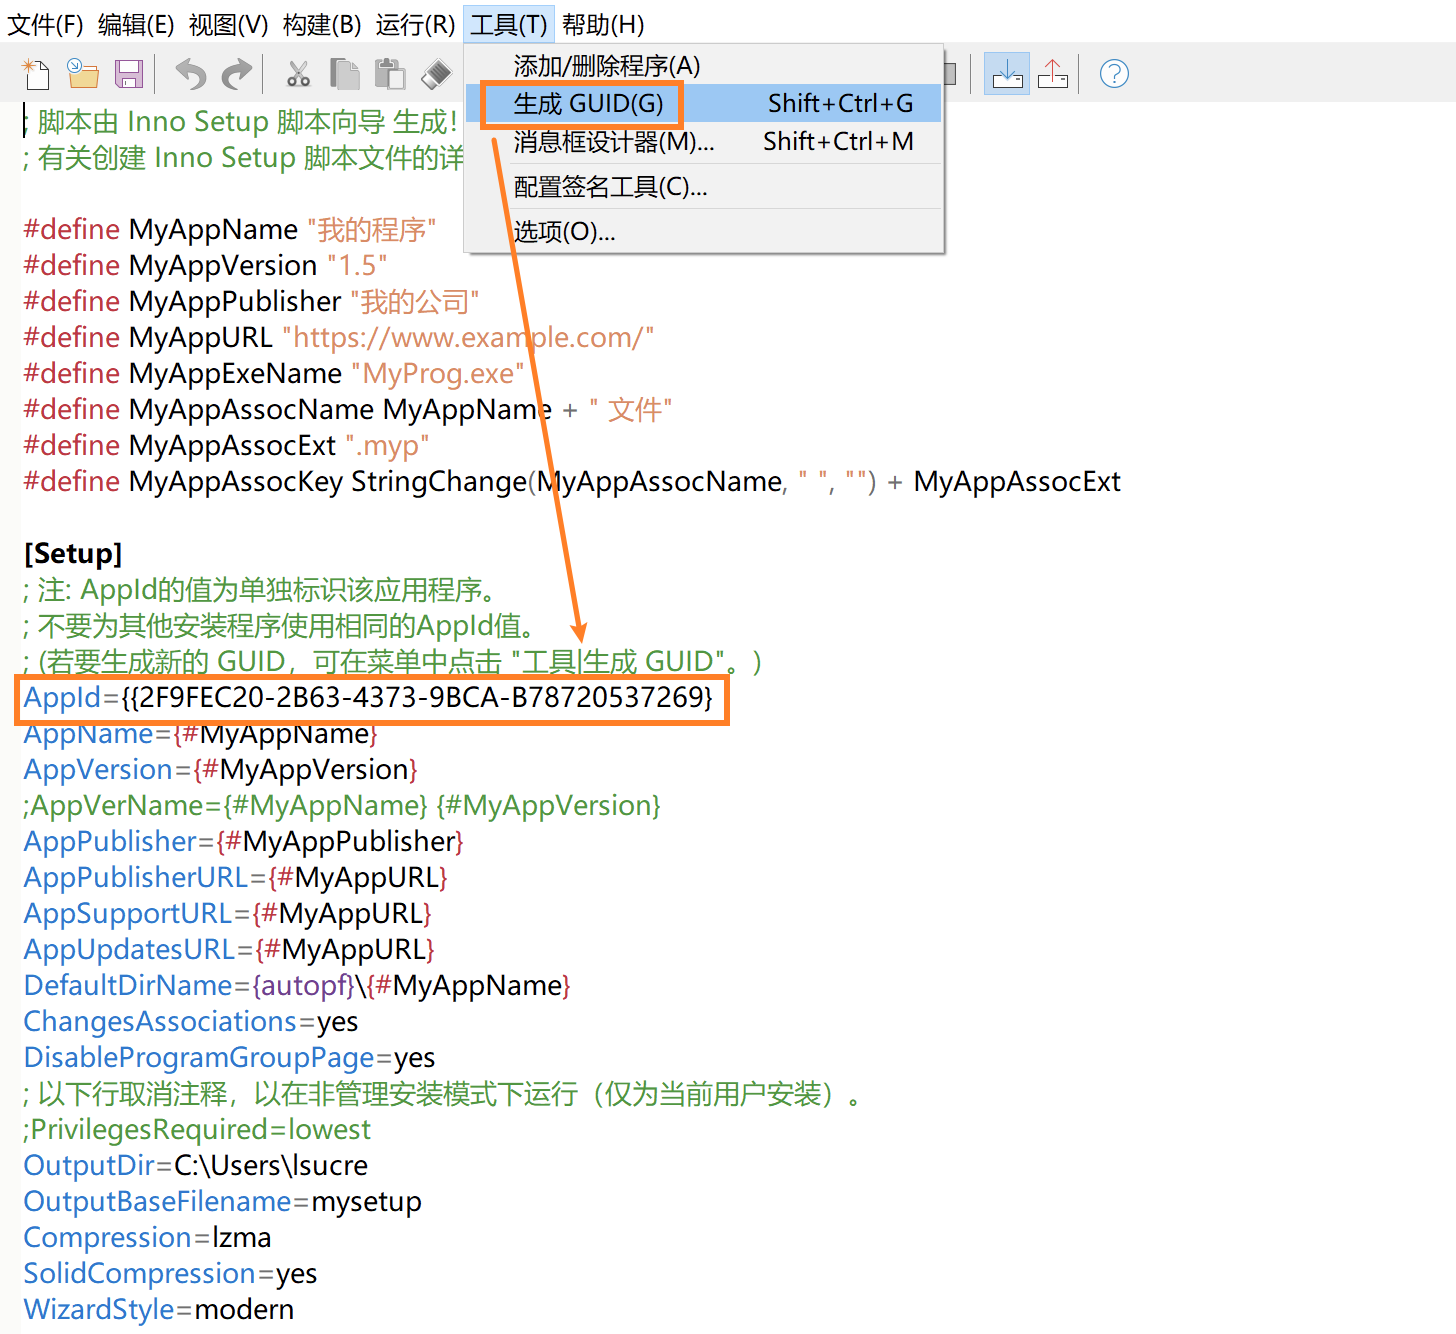 文件(F) 编辑(E) 视图(V) 构建(B) 运行(R) 工具(T) 帮助(H)
添加/删除程序(A)
生成 GUID(G) Shift+Ctrl+G
消息框设计器(M)... Shift+Ctrl+M
配置签名工具(C)...
选项(O)...
; 脚本由 Inno Setup 脚本向导 生成!
; 有关创建 Inno Setup 脚本文件的详
#define MyAppName "我的程序"
#define MyAppVersion "1.5"
#define MyAppPublisher "我的公司"
#define MyAppURL "https://www.example.com/"
#define MyAppExeName "MyProg.exe"
#define MyAppAssocName MyAppName + " 文件"
#define MyAppAssocExt ".myp"
#define MyAppAssocKey StringChange(MyAppAssocName, " ", "") + MyAppAssocExt
[Setup]
; 注: AppId的值为单独标识该应用程序。
; 不要为其他安装程序使用相同的AppId值。
; (若要生成新的 GUID，可在菜单中点击 "工具|生成 GUID"。)
AppId={{2F9FEC20-2B63-4373-9BCA-B78720537269}
AppName={#MyAppName}
AppVersion={#MyAppVersion}
;AppVerName={#MyAppName} {#MyAppVersion}
AppPublisher={#MyAppPublisher}
AppPublisherURL={#MyAppURL}
AppSupportURL={#MyAppURL}
AppUpdatesURL={#MyAppURL}
DefaultDirName={autopf}\{#MyAppName}
ChangesAssociations=yes
DisableProgramGroupPage=yes
; 以下行取消注释，以在非管理安装模式下运行（仅为当前用户安装）。
;PrivilegesRequired=lowest
OutputDir=C:\Users\lsucre
OutputBaseFilename=mysetup
Compression=lzma
SolidCompression=yes
WizardStyle=modern